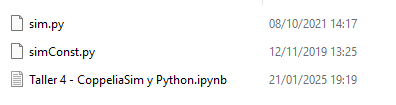 sim.py 08/10/2021 14:17
simConst.py 12/11/2019 13:25
Taller 4 - CoppeliaSim y Python.ipynb 21/01/2025 19:19